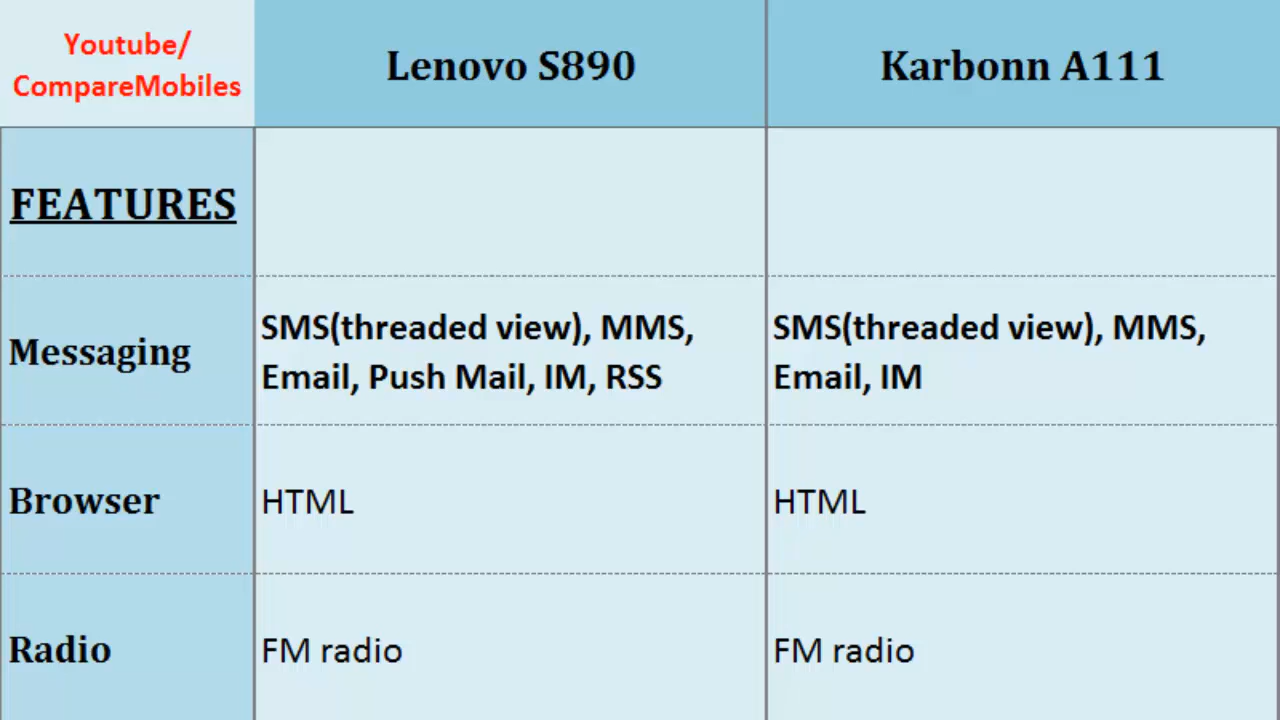 Youtube/
CompareMobiles
Lenovo S890
Karbonn A111
FEATURES
Messaging
SMS(threaded view), MMS,
Email, Push Mail, IM, RSS
SMS(threaded view), MMS,
Email, IM
Browser
HTML
HTML
Radio
FM radio
FM radio